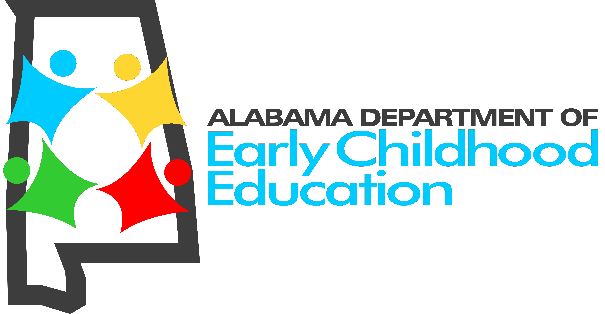 ALABAMA DEPARTMENT OF
Early Childhood
Education